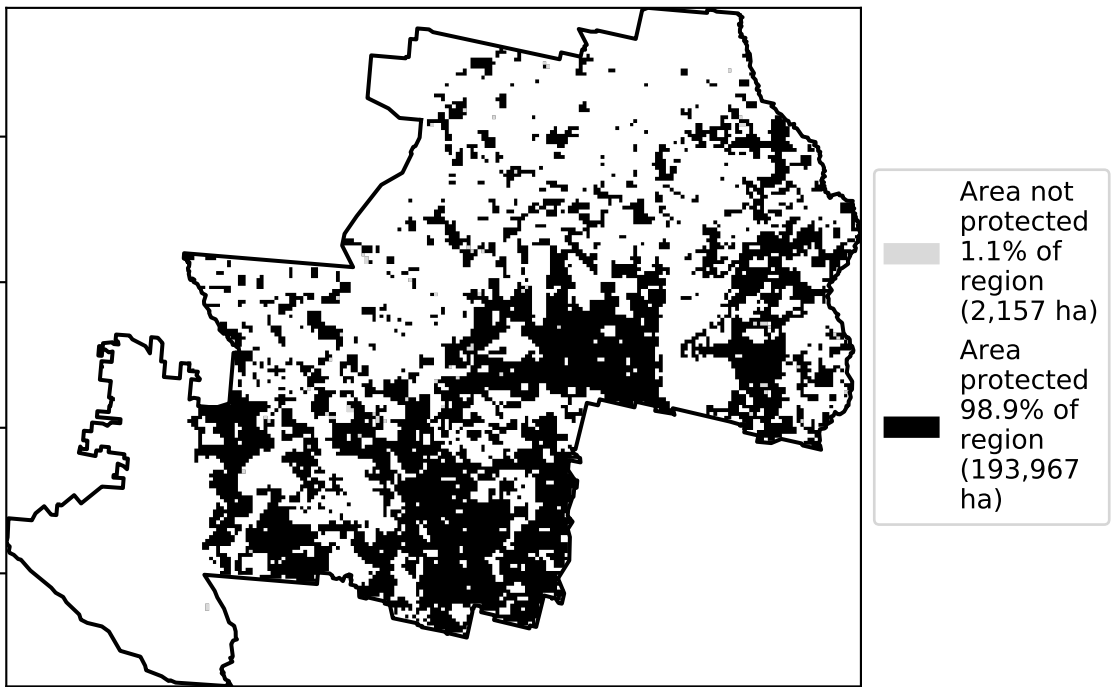 Area not
protected
1.1% of
region
(2,157 ha)
Area
protected
98.9% of
region
(193,967
ha)